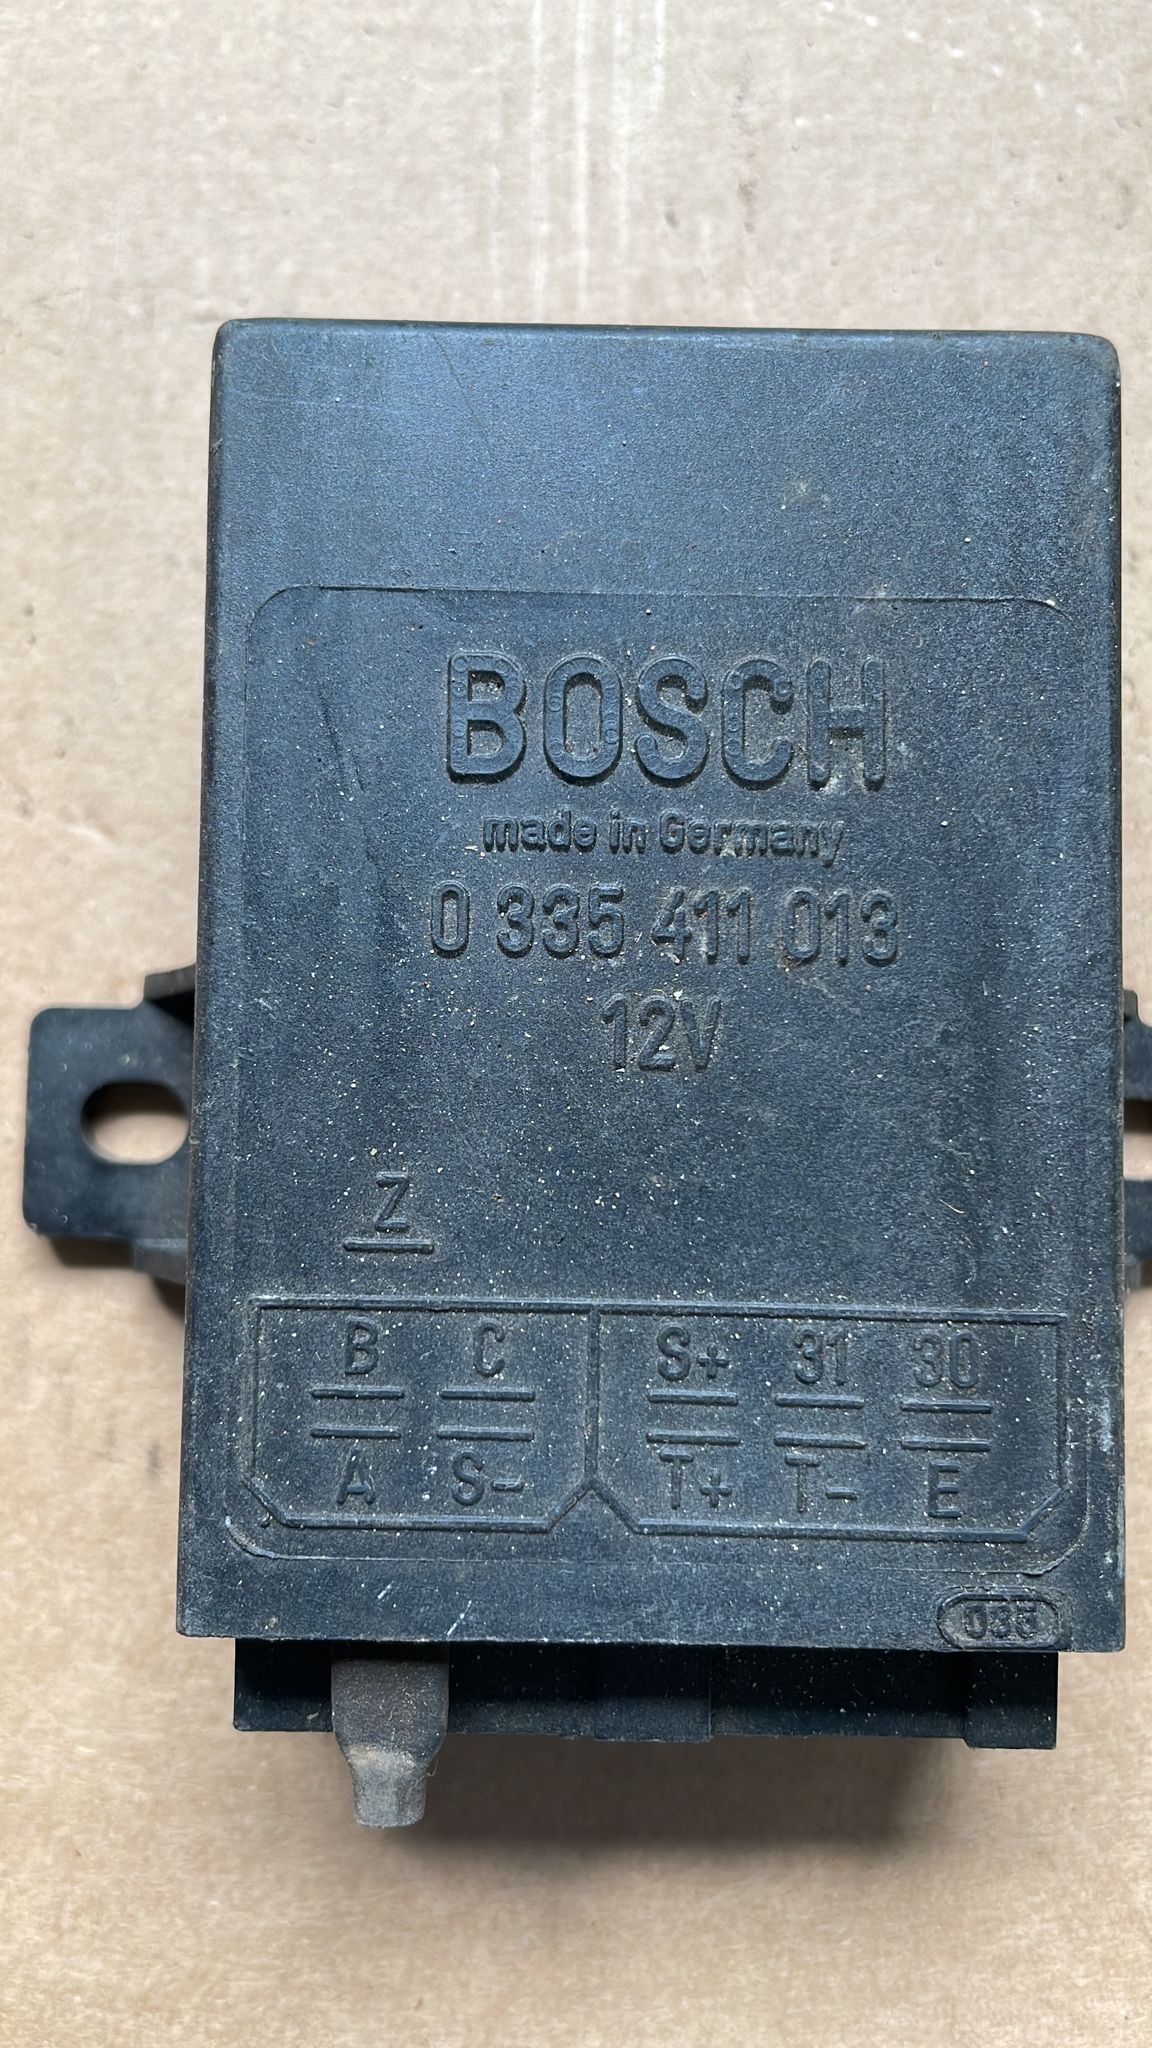 BOSCH
made in Germany
0 335 411 013
12V
Z
B C S+ 31 30
A S- T+ T- E
035